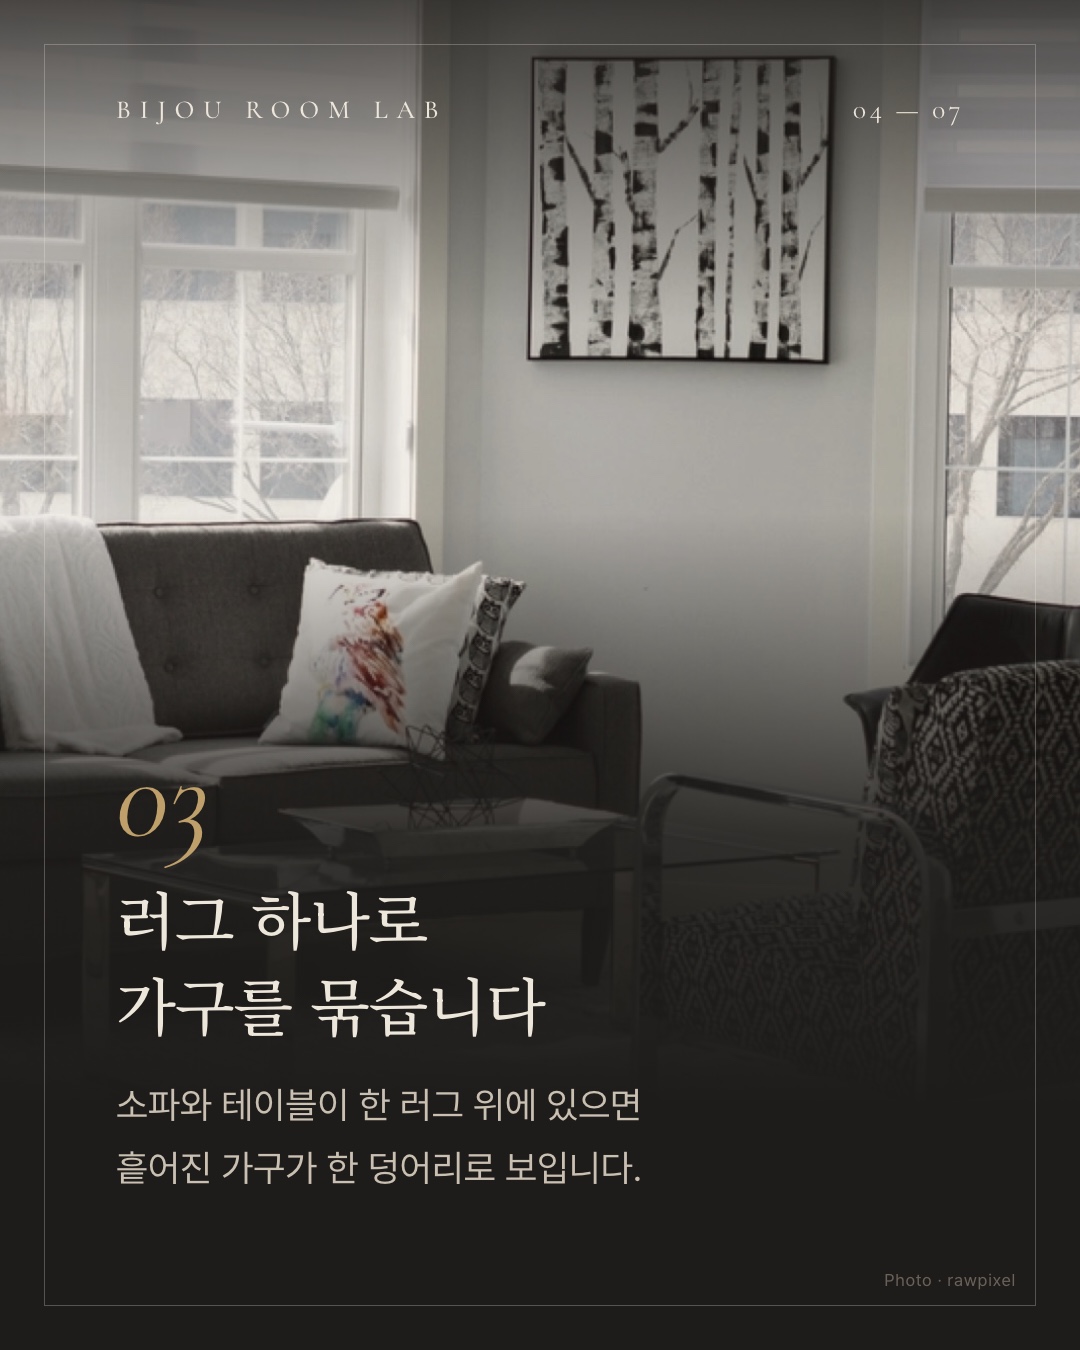 BIJOU ROOM LAB
04 — 07
03
러그 하나로
가구를 묶습니다
소파와 테이블이 한 러그 위에 있으면
흩어진 가구가 한 덩어리로 보입니다.
Photo · rawpixel